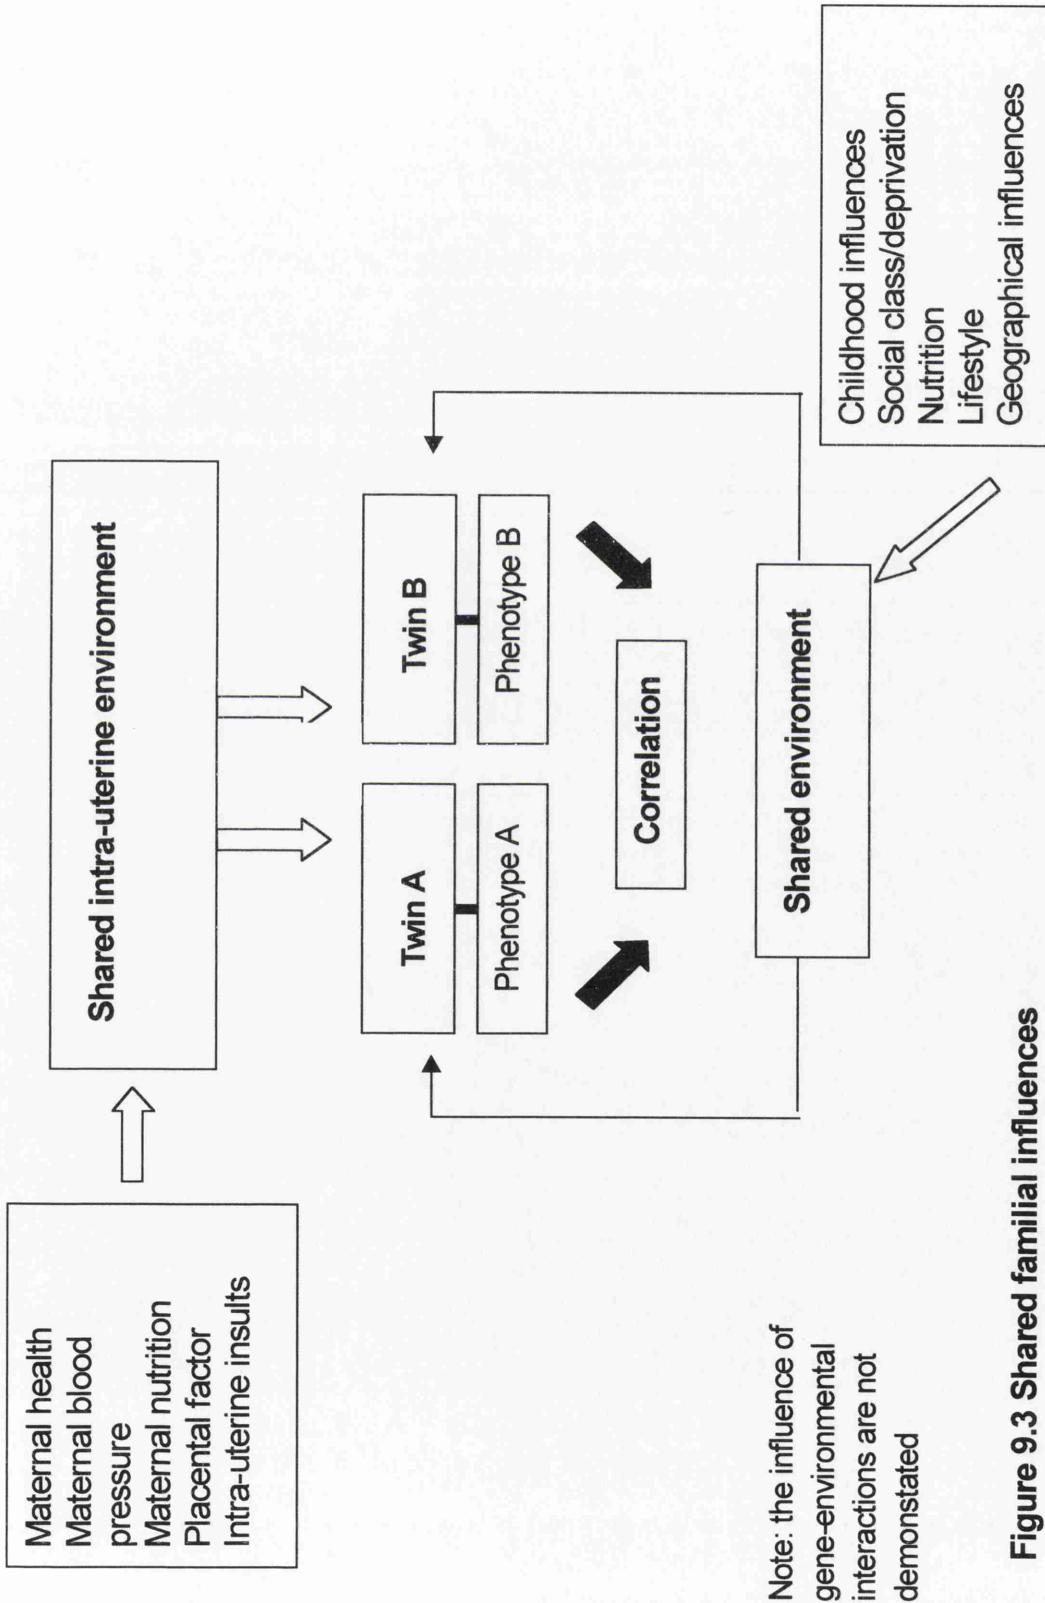 Maternal health
Maternal blood
pressure
Maternal nutrition
Placental factor
Intra-uterine insults
Shared intra-uterine environment
Twin A
Phenotype A
Twin B
Phenotype B
Correlation
Shared environment
Childhood influences
Social class/deprivation
Nutrition
Lifestyle
Geographical influences
Note: the influence of
gene-environmental
interactions are not
demonstated
Figure 9.3 Shared familial influences